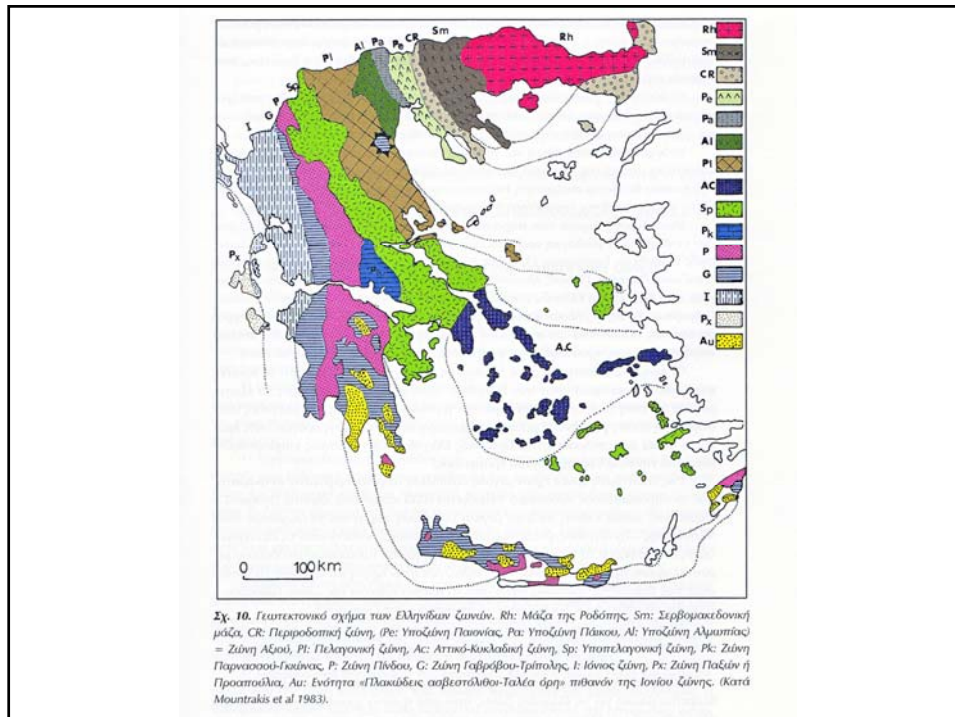 Rh
Sm
CR
Pe
Pa
Al
Pl
Sp
P
G
I
Px
Pk
A.C
Rh
Sm
CR
Pe
Pa
Al
Pl
AC
Sp
Pk
P
G
I
Px
Au
0 100 km
Σχ. 10. Γεωτεκτονικό σχήμα των Ελληνίδων ζωνών. Rh: Μάζα της Ροδόπης, Sm: Σερβομακεδονική
μάζα, CR: Περιροδοπική ζώνη, (Pe: Υποζώνη Παιονίας, Pa: Υποζώνη Πάικου, Al: Υποζώνη Αλμωπίας)
= Ζώνη Αξιού, Pl: Πελαγονική ζώνη, Ac: Αττικό-Κυκλαδική ζώνη, Sp: Υποπελαγονική ζώνη, Pk: Ζώνη
Παρνασσού-Γκιώνας, P: Ζώνη Πίνδου, G: Ζώνη Γαβρόβου-Τρίπολης, I: Ιόνιος ζώνη, Px: Ζώνη Παξών ή
Προαπούλια, Au: Ενότητα «Πλακώδεις ασβεστόλιθοι-Ταλέα όρη» πιθανόν της Ιονίου ζώνης. (Κατά
Mountrakis et al 1983).